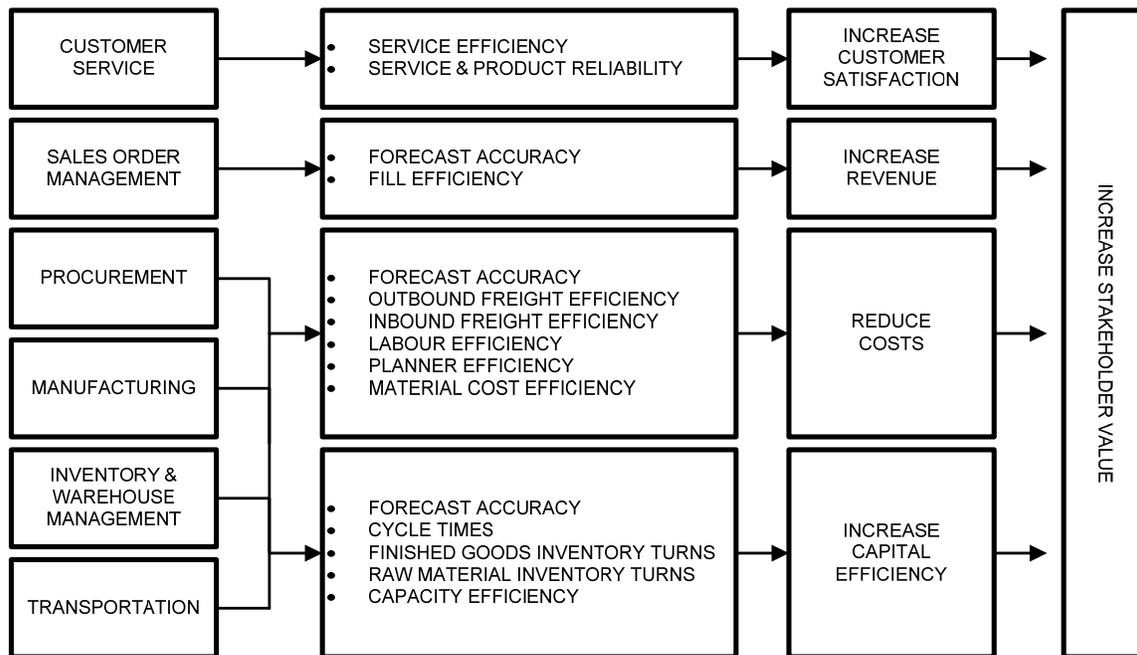 CUSTOMER
SERVICE
SERVICE EFFICIENCY
SERVICE & PRODUCT RELIABILITY
INCREASE
CUSTOMER
SATISFACTION
SALES ORDER
MANAGEMENT
FORECAST ACCURACY
FILL EFFICIENCY
INCREASE
REVENUE
PROCUREMENT
MANUFACTURING
FORECAST ACCURACY
OUTBOUND FREIGHT EFFICIENCY
INBOUND FREIGHT EFFICIENCY
LABOUR EFFICIENCY
PLANNER EFFICIENCY
MATERIAL COST EFFICIENCY
REDUCE
COSTS
INVENTORY &
WAREHOUSE
MANAGEMENT
TRANSPORTATION
FORECAST ACCURACY
CYCLE TIMES
FINISHED GOODS INVENTORY TURNS
RAW MATERIAL INVENTORY TURNS
CAPACITY EFFICIENCY
INCREASE
CAPITAL
EFFICIENCY
INCREASE STAKEHOLDER VALUE